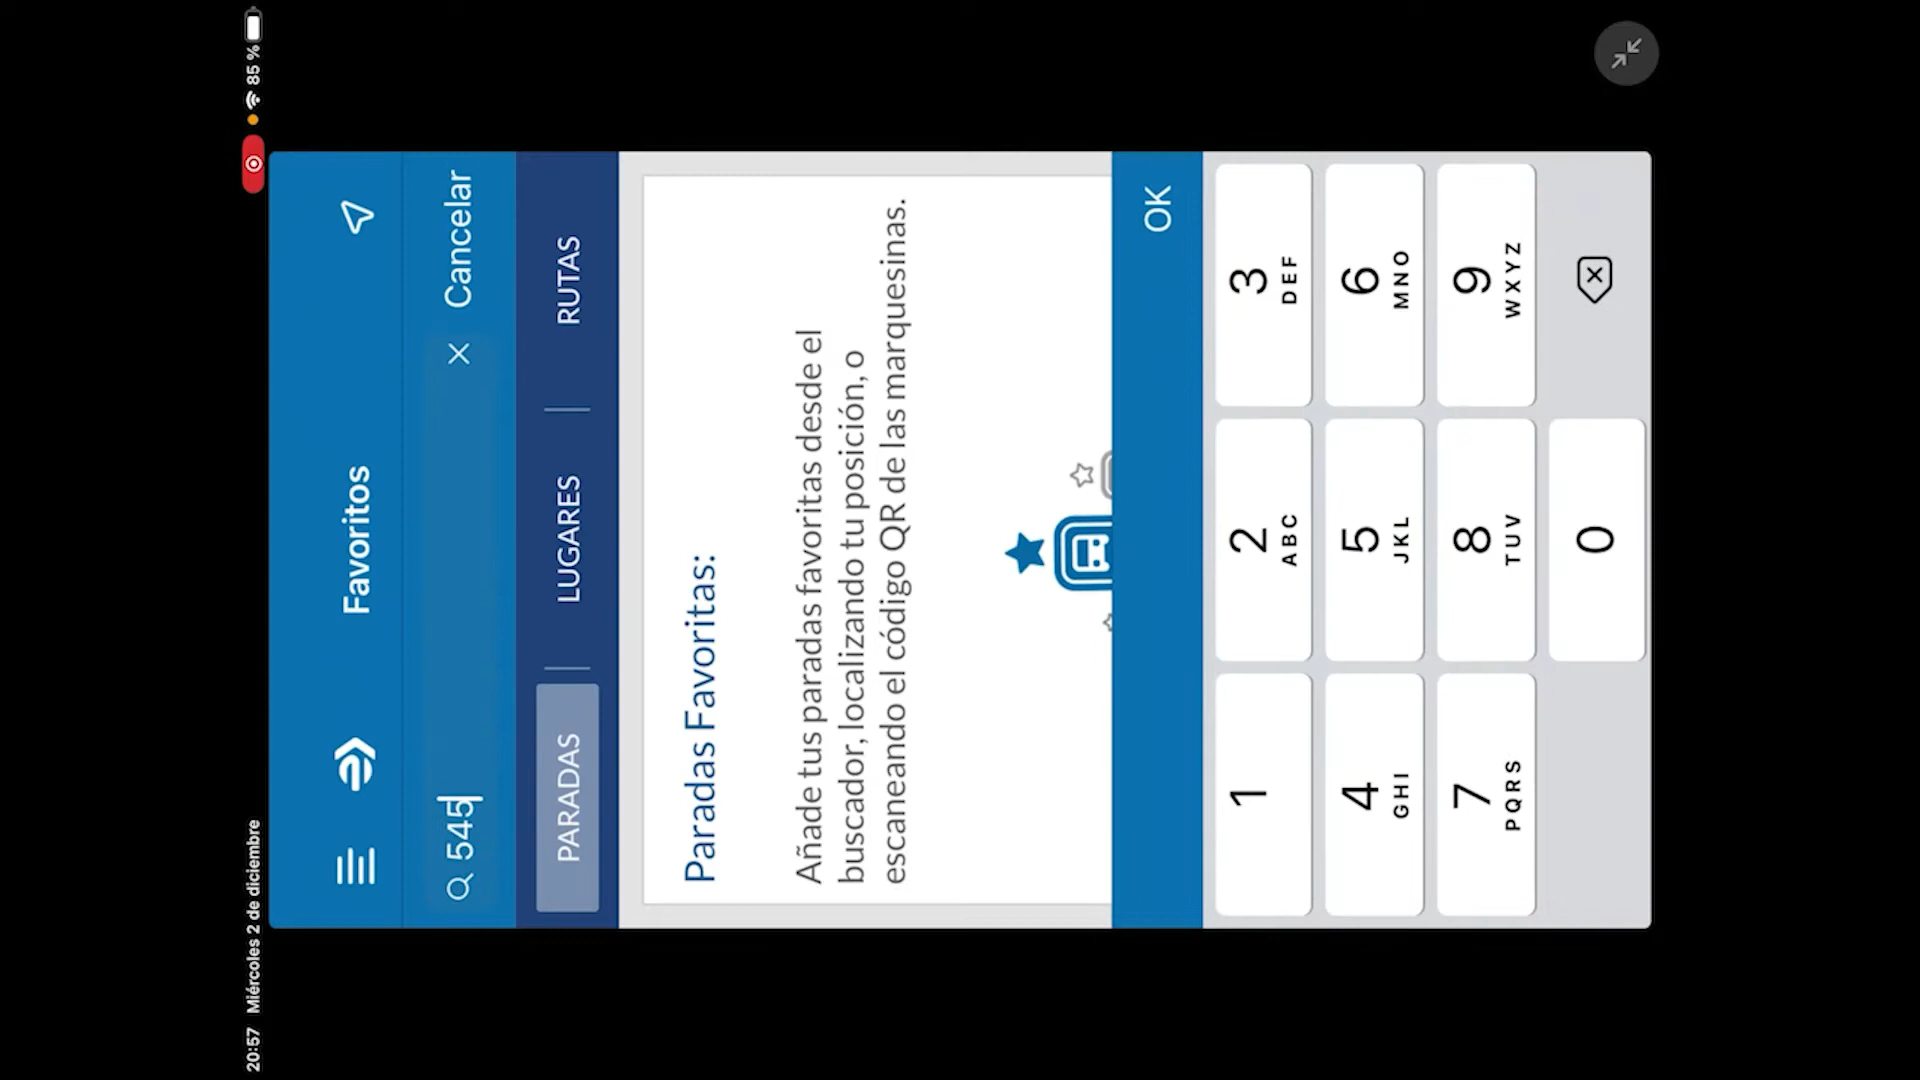 20:57 Miércoles 2 de diciembre
85 %
Favoritos
545
Cancelar
PARADAS
LUGARES
RUTAS
Paradas Favoritas:
Añade tus paradas favoritas desde el
buscador, localizando tu posición, o
escaneando el código QR de las marquesinas.
OK
1
2
ABC
3
DEF
4
GHI
5
JKL
6
MNO
7
PQRS
8
TUV
9
WXYZ
0